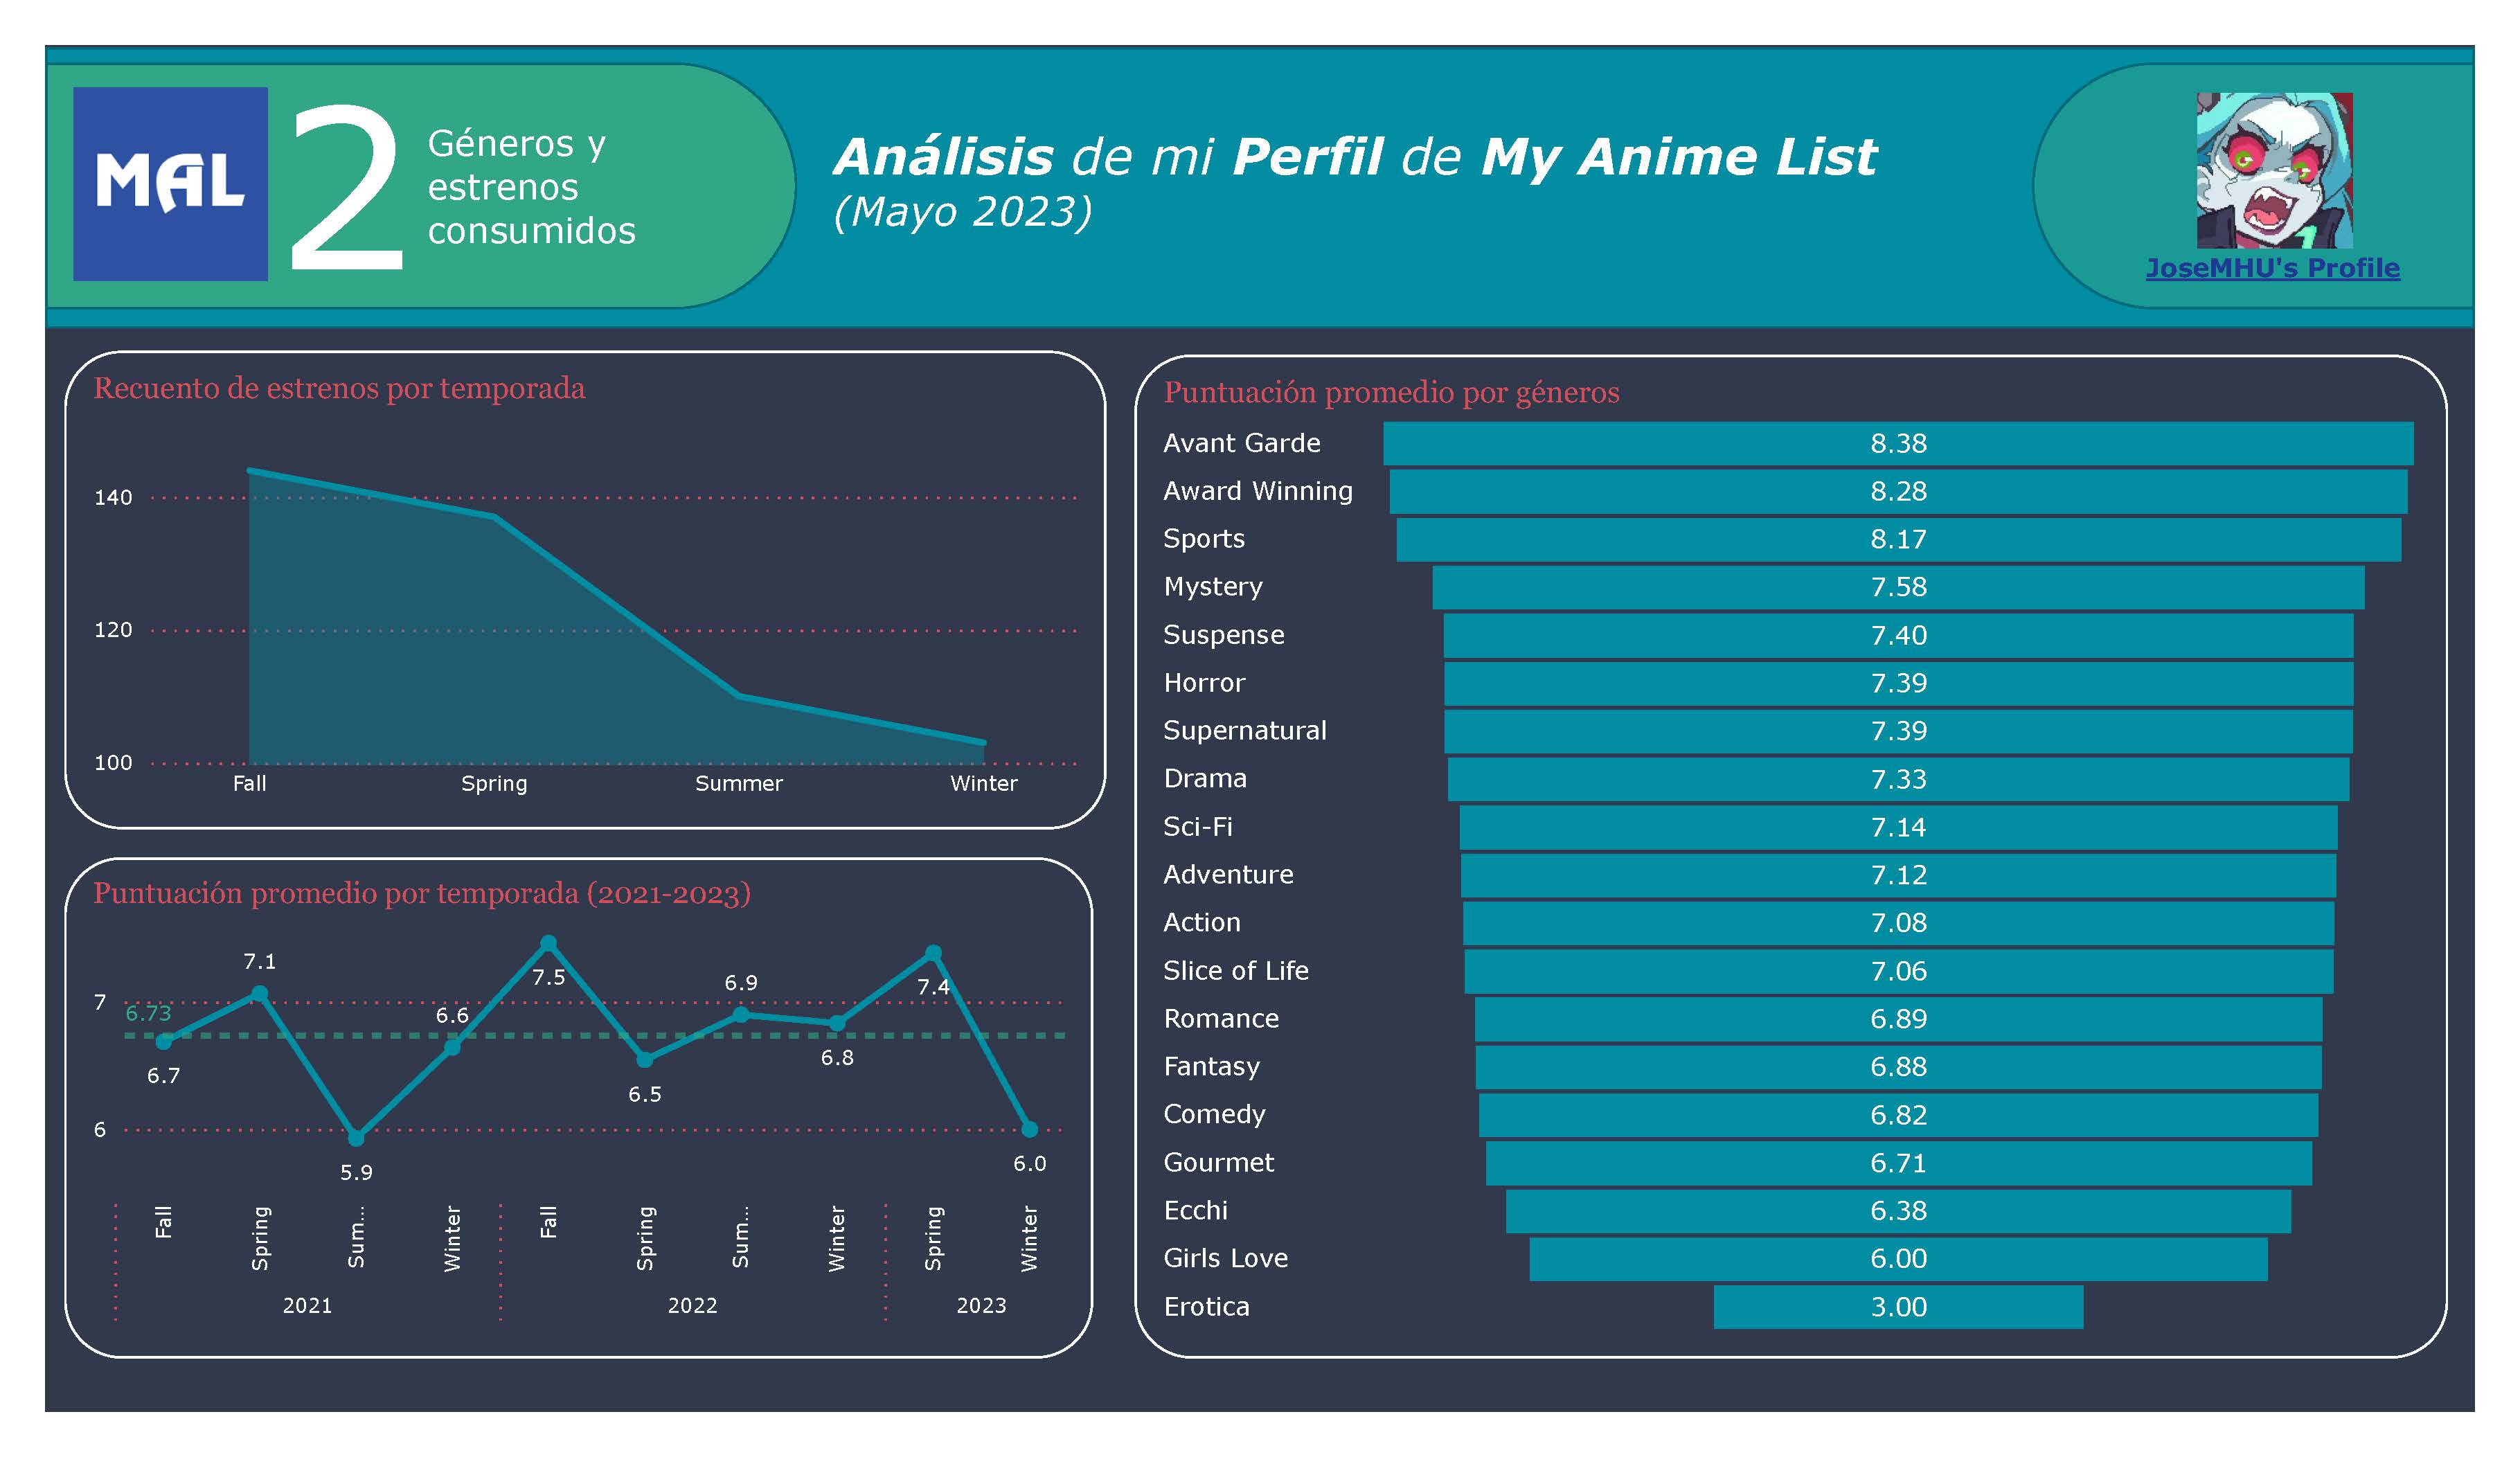 MAL
2
Géneros y
estrenos
consumidos
Análisis de mi Perfil de My Anime List
(Mayo 2023)
JoseMHU's Profile
Recuento de estrenos por temporada
140
120
100
Fall Spring Summer Winter
Puntuación promedio por temporada (2021-2023)
7
6
6.73
6.7
7.1
5.9
6.6
7.5
6.5
6.9
6.8
7.4
6.0
Fall Spring Sum... Winter Fall Spring Sum... Winter Spring Winter
2021 2022 2023
Puntuación promedio por géneros
Avant Garde 8.38
Award Winning 8.28
Sports 8.17
Mystery 7.58
Suspense 7.40
Horror 7.39
Supernatural 7.39
Drama 7.33
Sci-Fi 7.14
Adventure 7.12
Action 7.08
Slice of Life 7.06
Romance 6.89
Fantasy 6.88
Comedy 6.82
Gourmet 6.71
Ecchi 6.38
Girls Love 6.00
Erotica 3.00